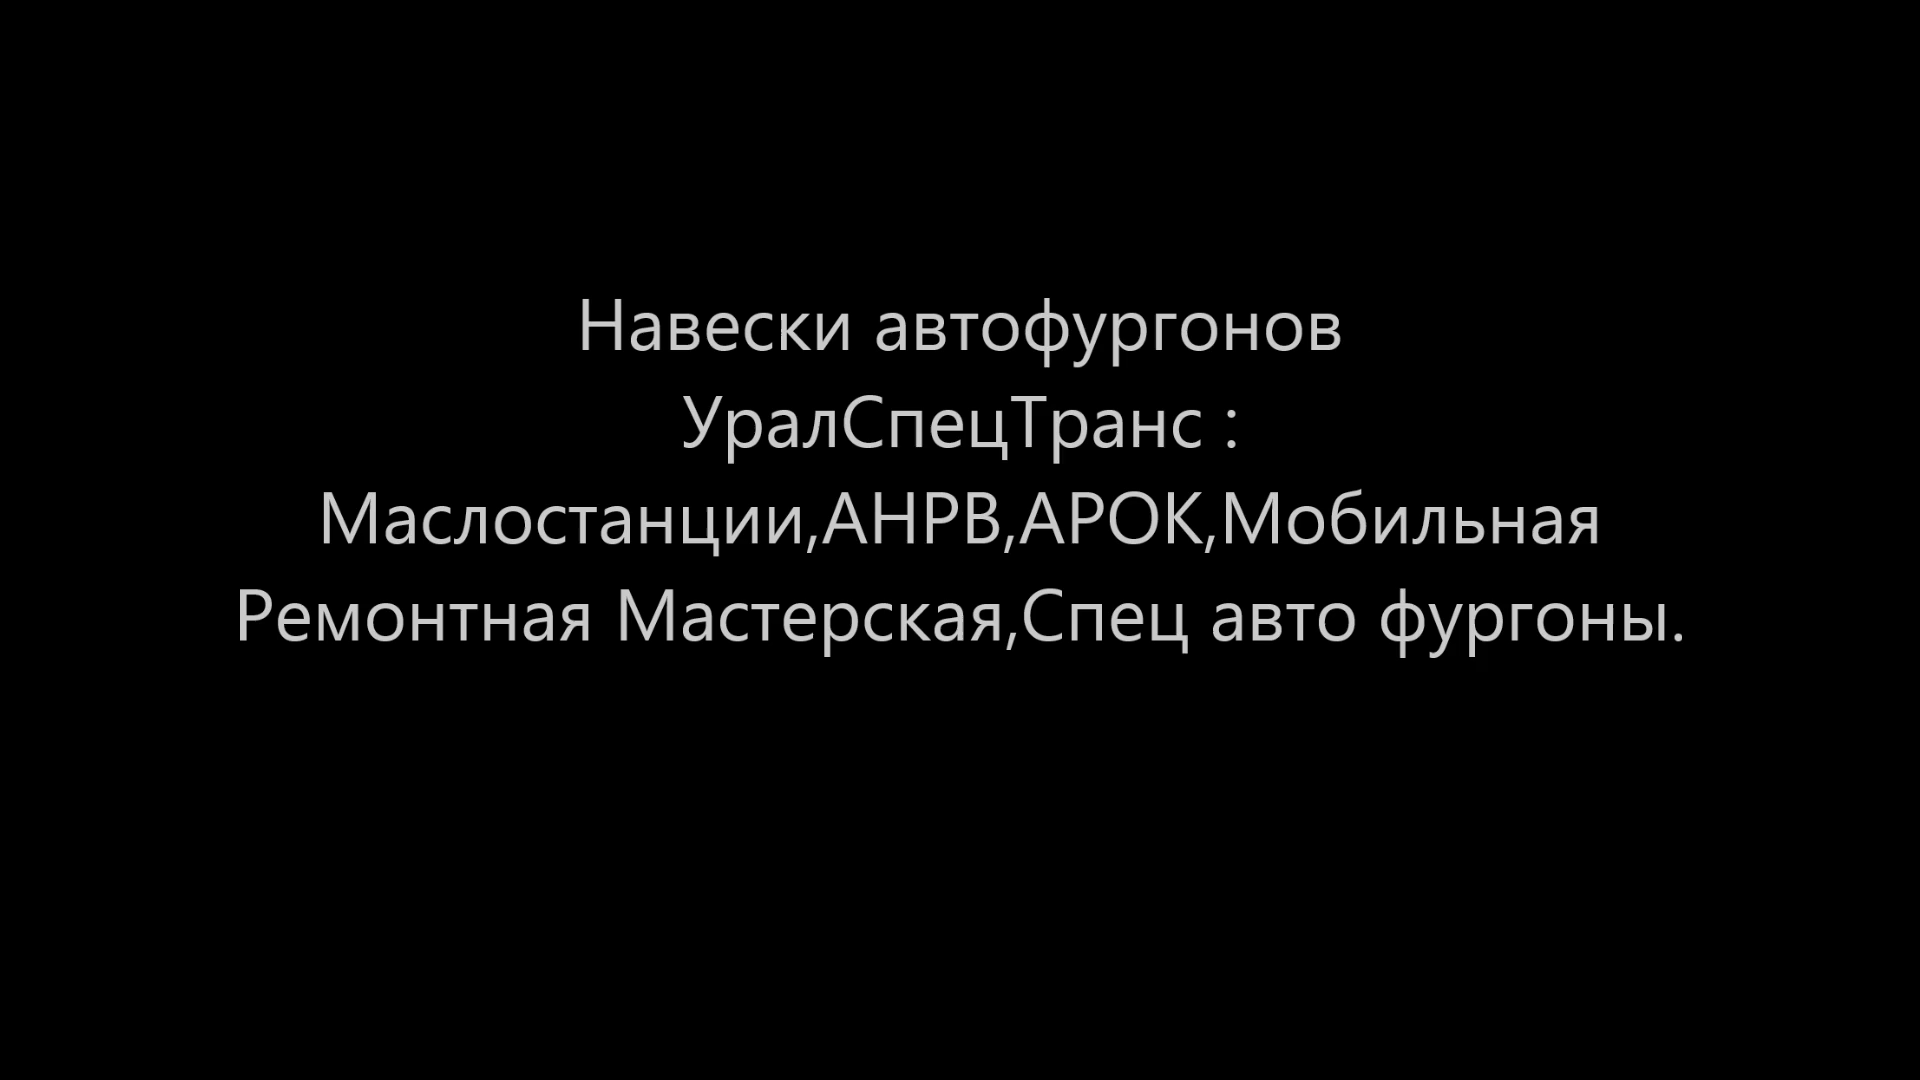 Навески автофургонов
УралСпецТранс :
Маслостанции,АНРВ,АРОК,Мобильная
Ремонтная Мастерская,Спец авто фургоны.